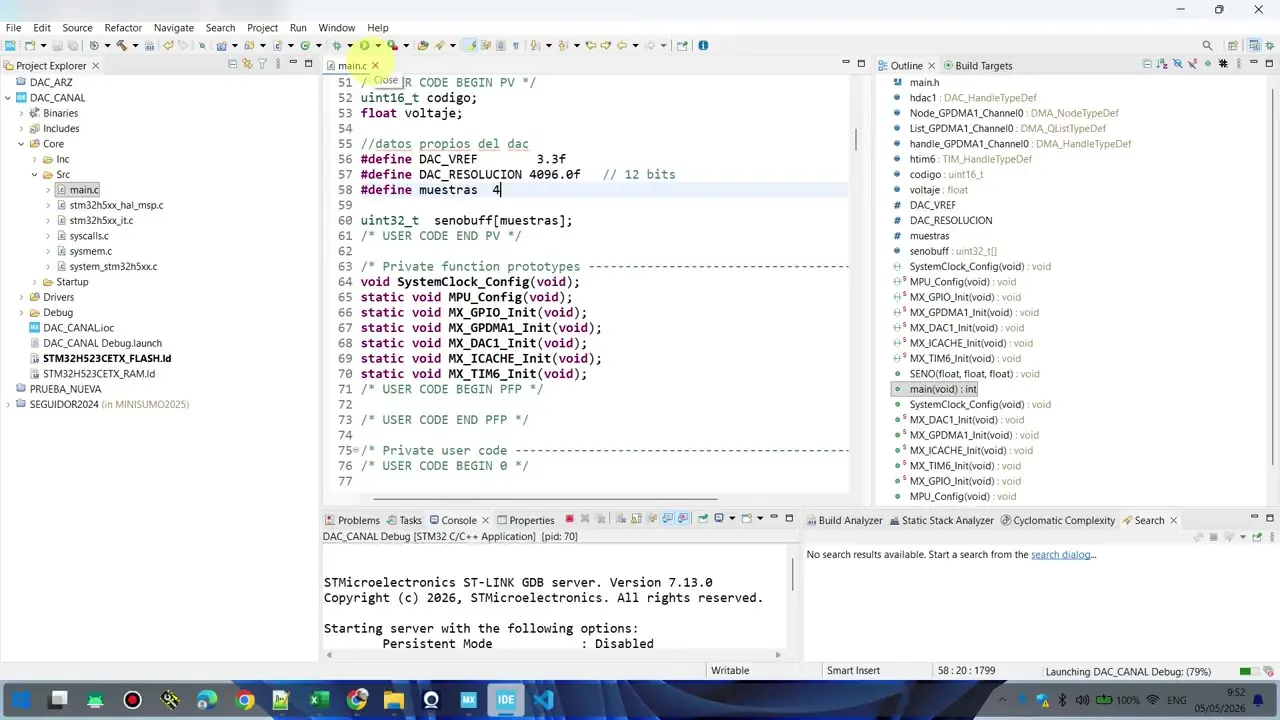 File Edit Source Refactor Navigate Search Project Run Window Help
Project Explorer
DAC_ARZ
DAC_CANAL
Binaries
Includes
Core
Inc
Src
main.c
stm32h5xx_hal_msp.c
stm32h5xx_it.c
syscalls.c
sysmem.c
system_stm32h5xx.c
Startup
Drivers
Debug
DAC_CANAL.ioc
DAC_CANAL Debug.launch
STM32H523CETX_FLASH.ld
STM32H523CETX_RAM.ld
PRUEBA_NUEVA
SEGUIDOR2024 (in MINISUMO2025)
main.c
Close
51 /  R CODE BEGIN PV */
52 uint16_t codigo;
53 float voltaje;
54
55 //datos propios del dac
56 #define DAC_VREF 3.3f
57 #define DAC_RESOLUCION 4096.0f // 12 bits
58 #define muestras 4
59
60 uint32_t senobuff[muestras];
61 /* USER CODE END PV */
62
63 /* Private function prototypes -----------------------------------
64 void SystemClock_Config(void);
65 static void MPU_Config(void);
66 static void MX_GPIO_Init(void);
67 static void MX_GPDMA1_Init(void);
68 static void MX_DAC1_Init(void);
69 static void MX_ICACHE_Init(void);
70 static void MX_TIM6_Init(void);
71 /* USER CODE BEGIN PFP */
72
73 /* USER CODE END PFP */
74
75 /* Private user code --------------------------------------------
76 /* USER CODE BEGIN 0 */
77
Outline Build Targets
main.h
hdac1 : DAC_HandleTypeDef
Node_GPDMA1_Channel0 : DMA_NodeTypeDef
List_GPDMA1_Channel0 : DMA_QListTypeDef
handle_GPDMA1_Channel0 : DMA_HandleTypeDef
htim6 : TIM_HandleTypeDef
codigo : uint16_t
voltaje : float
DAC_VREF
DAC_RESOLUCION
muestras
senobuff : uint32_t[]
SystemClock_Config(void) : void
MPU_Config(void) : void
MX_GPIO_Init(void) : void
MX_GPDMA1_Init(void) : void
MX_DAC1_Init(void) : void
MX_ICACHE_Init(void) : void
MX_TIM6_Init(void) : void
SENO(float, float, float) : void
main(void) : int
SystemClock_Config(void) : void
MX_DAC1_Init(void) : void
MX_GPDMA1_Init(void) : void
MX_ICACHE_Init(void) : void
MX_TIM6_Init(void) : void
MX_GPIO_Init(void) : void
MPU_Config(void) : void
Problems Tasks Console Properties
DAC_CANAL Debug [STM32 C/C++ Application] [pid: 70]
STMicroelectronics ST-LINK GDB server. Version 7.13.0
Copyright (c) 2026, STMicroelectronics. All rights reserved.
Starting server with the following options:
Persistent Mode : Disabled
Build Analyzer Static Stack Analyzer Cyclomatic Complexity Search
No search results available. Start a search from the search dialog...
Writable Smart Insert 58 : 20 : 1799 Launching DAC_CANAL Debug: (79%)
MX IDE 100% ENG 9:52
05/05/2026